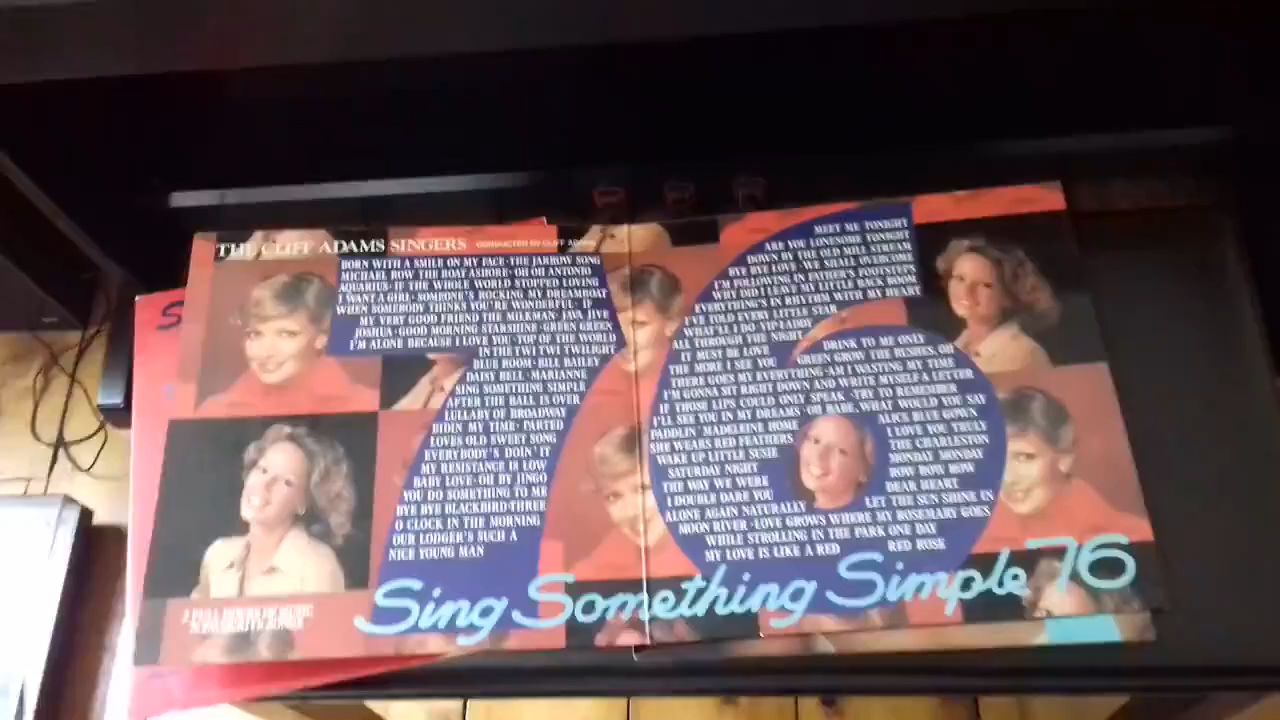 THE CLIFF ADAMS SINGERS CONDUCTED BY CLIFF ADAMS
BORN WITH A SMILE ON MY FACE·THE JARROW SONG
MICHAEL ROW THE BOAT ASHORE·OH OH ANTONIO
AQUARIUS·IF THE WHOLE WORLD STOPPED LOVING
I WANT A GIRL·SOMEONE'S ROCKING MY DREAMBOAT
WHEN SOMEBODY THINKS YOU'RE WONDERFUL·IF I
MY VERY GOOD FRIEND THE MILKMAN·JAVA JIVE
JOSHUA·GOOD MORNING STARSHINE·GREEN GREEN
I'M ALONE BECAUSE I LOVE YOU·TOP OF THE WORLD
IN THE TWI TWI TWILIGHT
BLUE ROOM·BILL BAILEY
DAISY BELL·MARIANNE
SING SOMETHING SIMPLE
AFTER THE BALL IS OVER
LULLABY OF BROADWAY
BIDIN MY TIME·PARTED
LOVES OLD SWEET SONG
EVERYBODY'S DOIN' IT
MY RESISTANCE IS LOW
BABY LOVE·OH BY JINGO
YOU DO SOMETHING TO ME
BYE BYE BLACKBIRD·THREE
O CLOCK IN THE MORNING
OUR LODGER'S SUCH A
NICE YOUNG MAN
MEET ME TONIGHT
ARE YOU LONESOME TONIGHT
DOWN BY THE OLD MILL STREAM
BYE BYE LOVE·WE SHALL OVERCOME
I'M FOLLOWING IN FATHER'S FOOTSTEPS
WHY DID I LEAVE MY LITTLE BACK ROOM
EVERYTHING'S IN RHYTHM WITH MY HEART
I'VE TOLD EVERY LITTLE STAR
WHAT'LL I DO·YIP I ADDY
ALL THROUGH THE NIGHT
IT MUST BE LOVE DRINK TO ME ONLY
THE MORE I SEE YOU GREEN GROW THE RUSHES, OH
THERE GOES MY EVERYTHING·AM I WASTING MY TIME
I'M GONNA SIT RIGHT DOWN AND WRITE MYSELF A LETTER
IF THOSE LIPS COULD ONLY SPEAK·TRY TO REMEMBER
I'LL SEE YOU IN MY DREAMS·OH BABE, WHAT WOULD YOU SAY
PADDLIN' MADELEINE HOME ALICE BLUE GOWN
SHE WEARS RED FEATHERS I LOVE YOU TRULY
WAKE UP LITTLE SUSIE THE CHARLESTON
SATURDAY NIGHT MONDAY MONDAY
THE WAY WE WERE ROW ROW ROW
I DOUBLE DARE YOU DEAR HEART
ALONE AGAIN NATURALLY LET THE SUN SHINE IN
MOON RIVER·LOVE GROWS WHERE MY ROSEMARY GOES
WHILE STROLLING IN THE PARK ONE DAY
MY LOVE IS LIKE A RED RED ROSE
Sing Something Simple '76
S